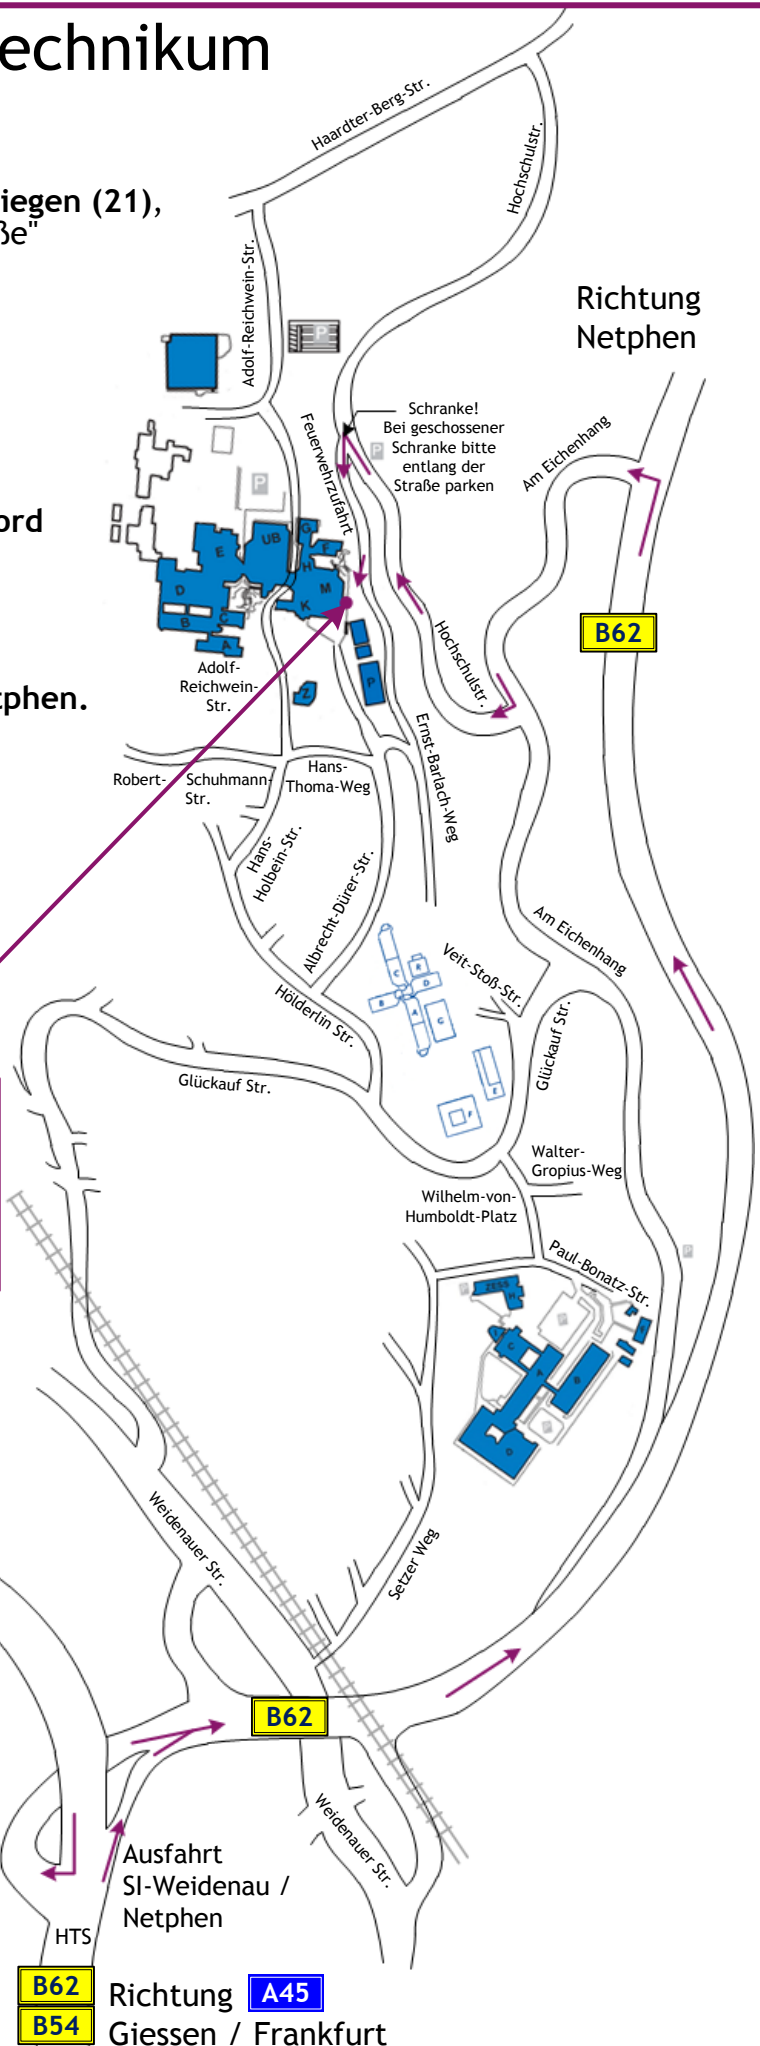 echnikum
iegen (21),
ße"
Haardter-Berg-Str.
Hochschulstr.
Adolf-Reichwein-Str.
P
Richtung
Netphen
Schranke!
Bei geschossener
Schranke bitte
entlang der
Straße parken
P
Feuerwehrzufahrt
Am Eichenhang
P
ord
UB
E
G
F
H
D
M
K
B
C
A
B62
Hochschulstr.
Adolf-
Reichwein-
Str.
P
Z
tphen.
Ernst-Barlach-Weg
Robert-
Schuhmann-
Str.
Hans-
Thoma-Weg
Hans-
Holbein-Str.
Albrecht-Dürer-Str.
Am Eichenhang
Veit-Stoß-Str.
C
R
D
B
A
G
Hölderlin Str.
Glückauf Str.
Glückauf Str.
E
F
Walter-
Gropius-Weg
Wilhelm-von-
Humboldt-Platz
Paul-Bonatz-Str.
P
ZESS
H
P
P
I
C
A
B
F
P
D
Weidenauer Str.
Setzer Weg
B62
Weidenauer Str.
Ausfahrt
SI-Weidenau /
Netphen
HTS
B62
Richtung A45
B54
Giessen / Frankfurt